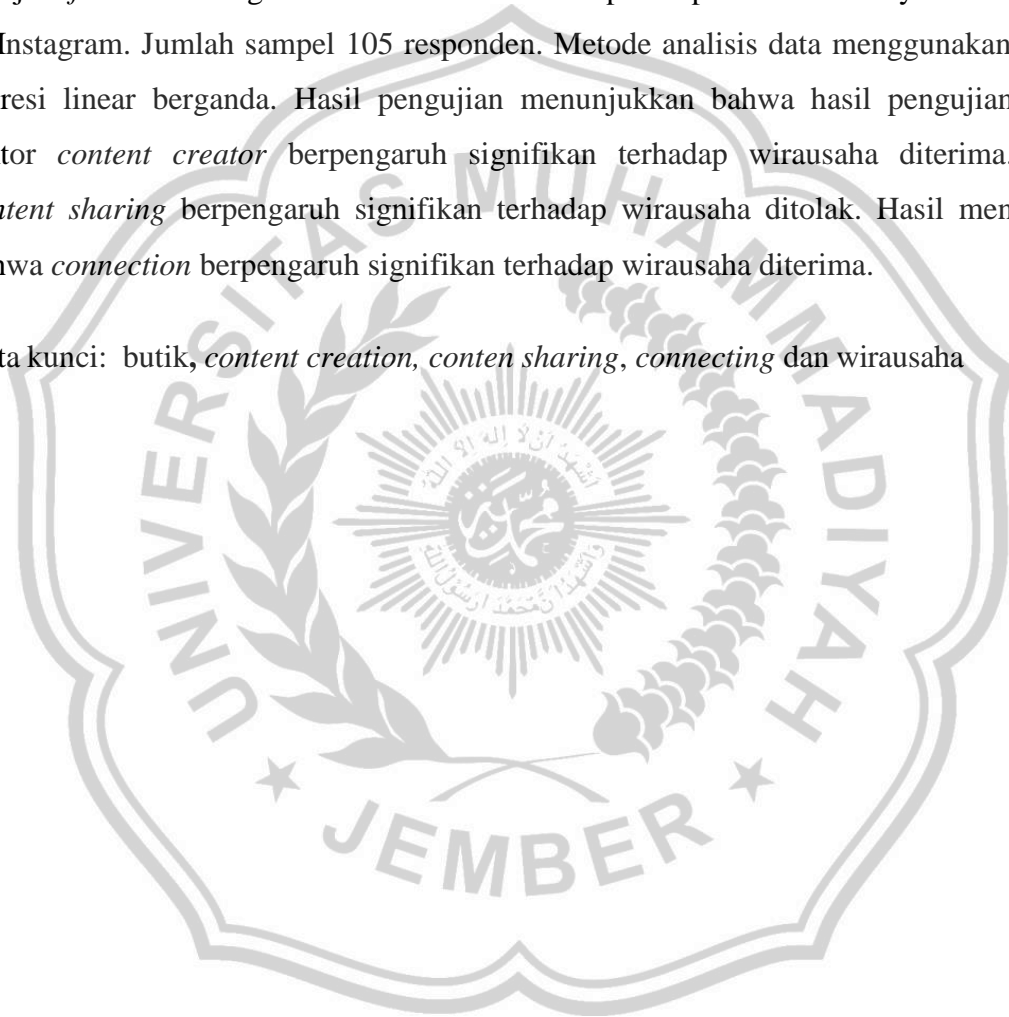 Instagram. Jumlah sampel 105 responden. Metode analisis data menggunakan
resi linear berganda. Hasil pengujian menunjukkan bahwa hasil pengujian
tor content creator berpengaruh signifikan terhadap wirausaha diterima.
ntent sharing berpengaruh signifikan terhadap wirausaha ditolak. Hasil men
wa connection berpengaruh signifikan terhadap wirausaha diterima.
ta kunci: butik, content creation, conten sharing, connecting dan wirausaha
UNIVERSITAS MUHAMMADIYAH
JEMBER